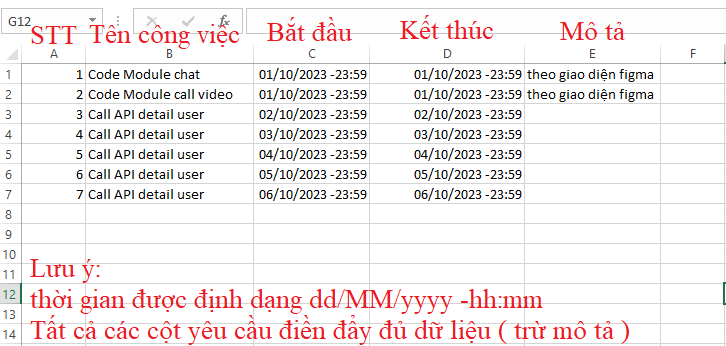 G12
fx
STT Tên công việc Bắt đầu Kết thúc Mô tả
A B C D E F
1 1 Code Module chat 01/10/2023 -23:59 01/10/2023 -23:59 theo giao diện figma
2 2 Code Module call video 01/10/2023 -23:59 01/10/2023 -23:59 theo giao diện figma
3 3 Call API detail user 02/10/2023 -23:59 02/10/2023 -23:59
4 4 Call API detail user 03/10/2023 -23:59 03/10/2023 -23:59
5 5 Call API detail user 04/10/2023 -23:59 04/10/2023 -23:59
6 6 Call API detail user 05/10/2023 -23:59 05/10/2023 -23:59
7 7 Call API detail user 06/10/2023 -23:59 06/10/2023 -23:59
8
9
10
11 Lưu ý:
12 thời gian được định dạng dd/MM/yyyy -hh:mm
13
14 Tất cả các cột yêu cầu điền đẩy đủ dữ liệu ( trừ mô tả )